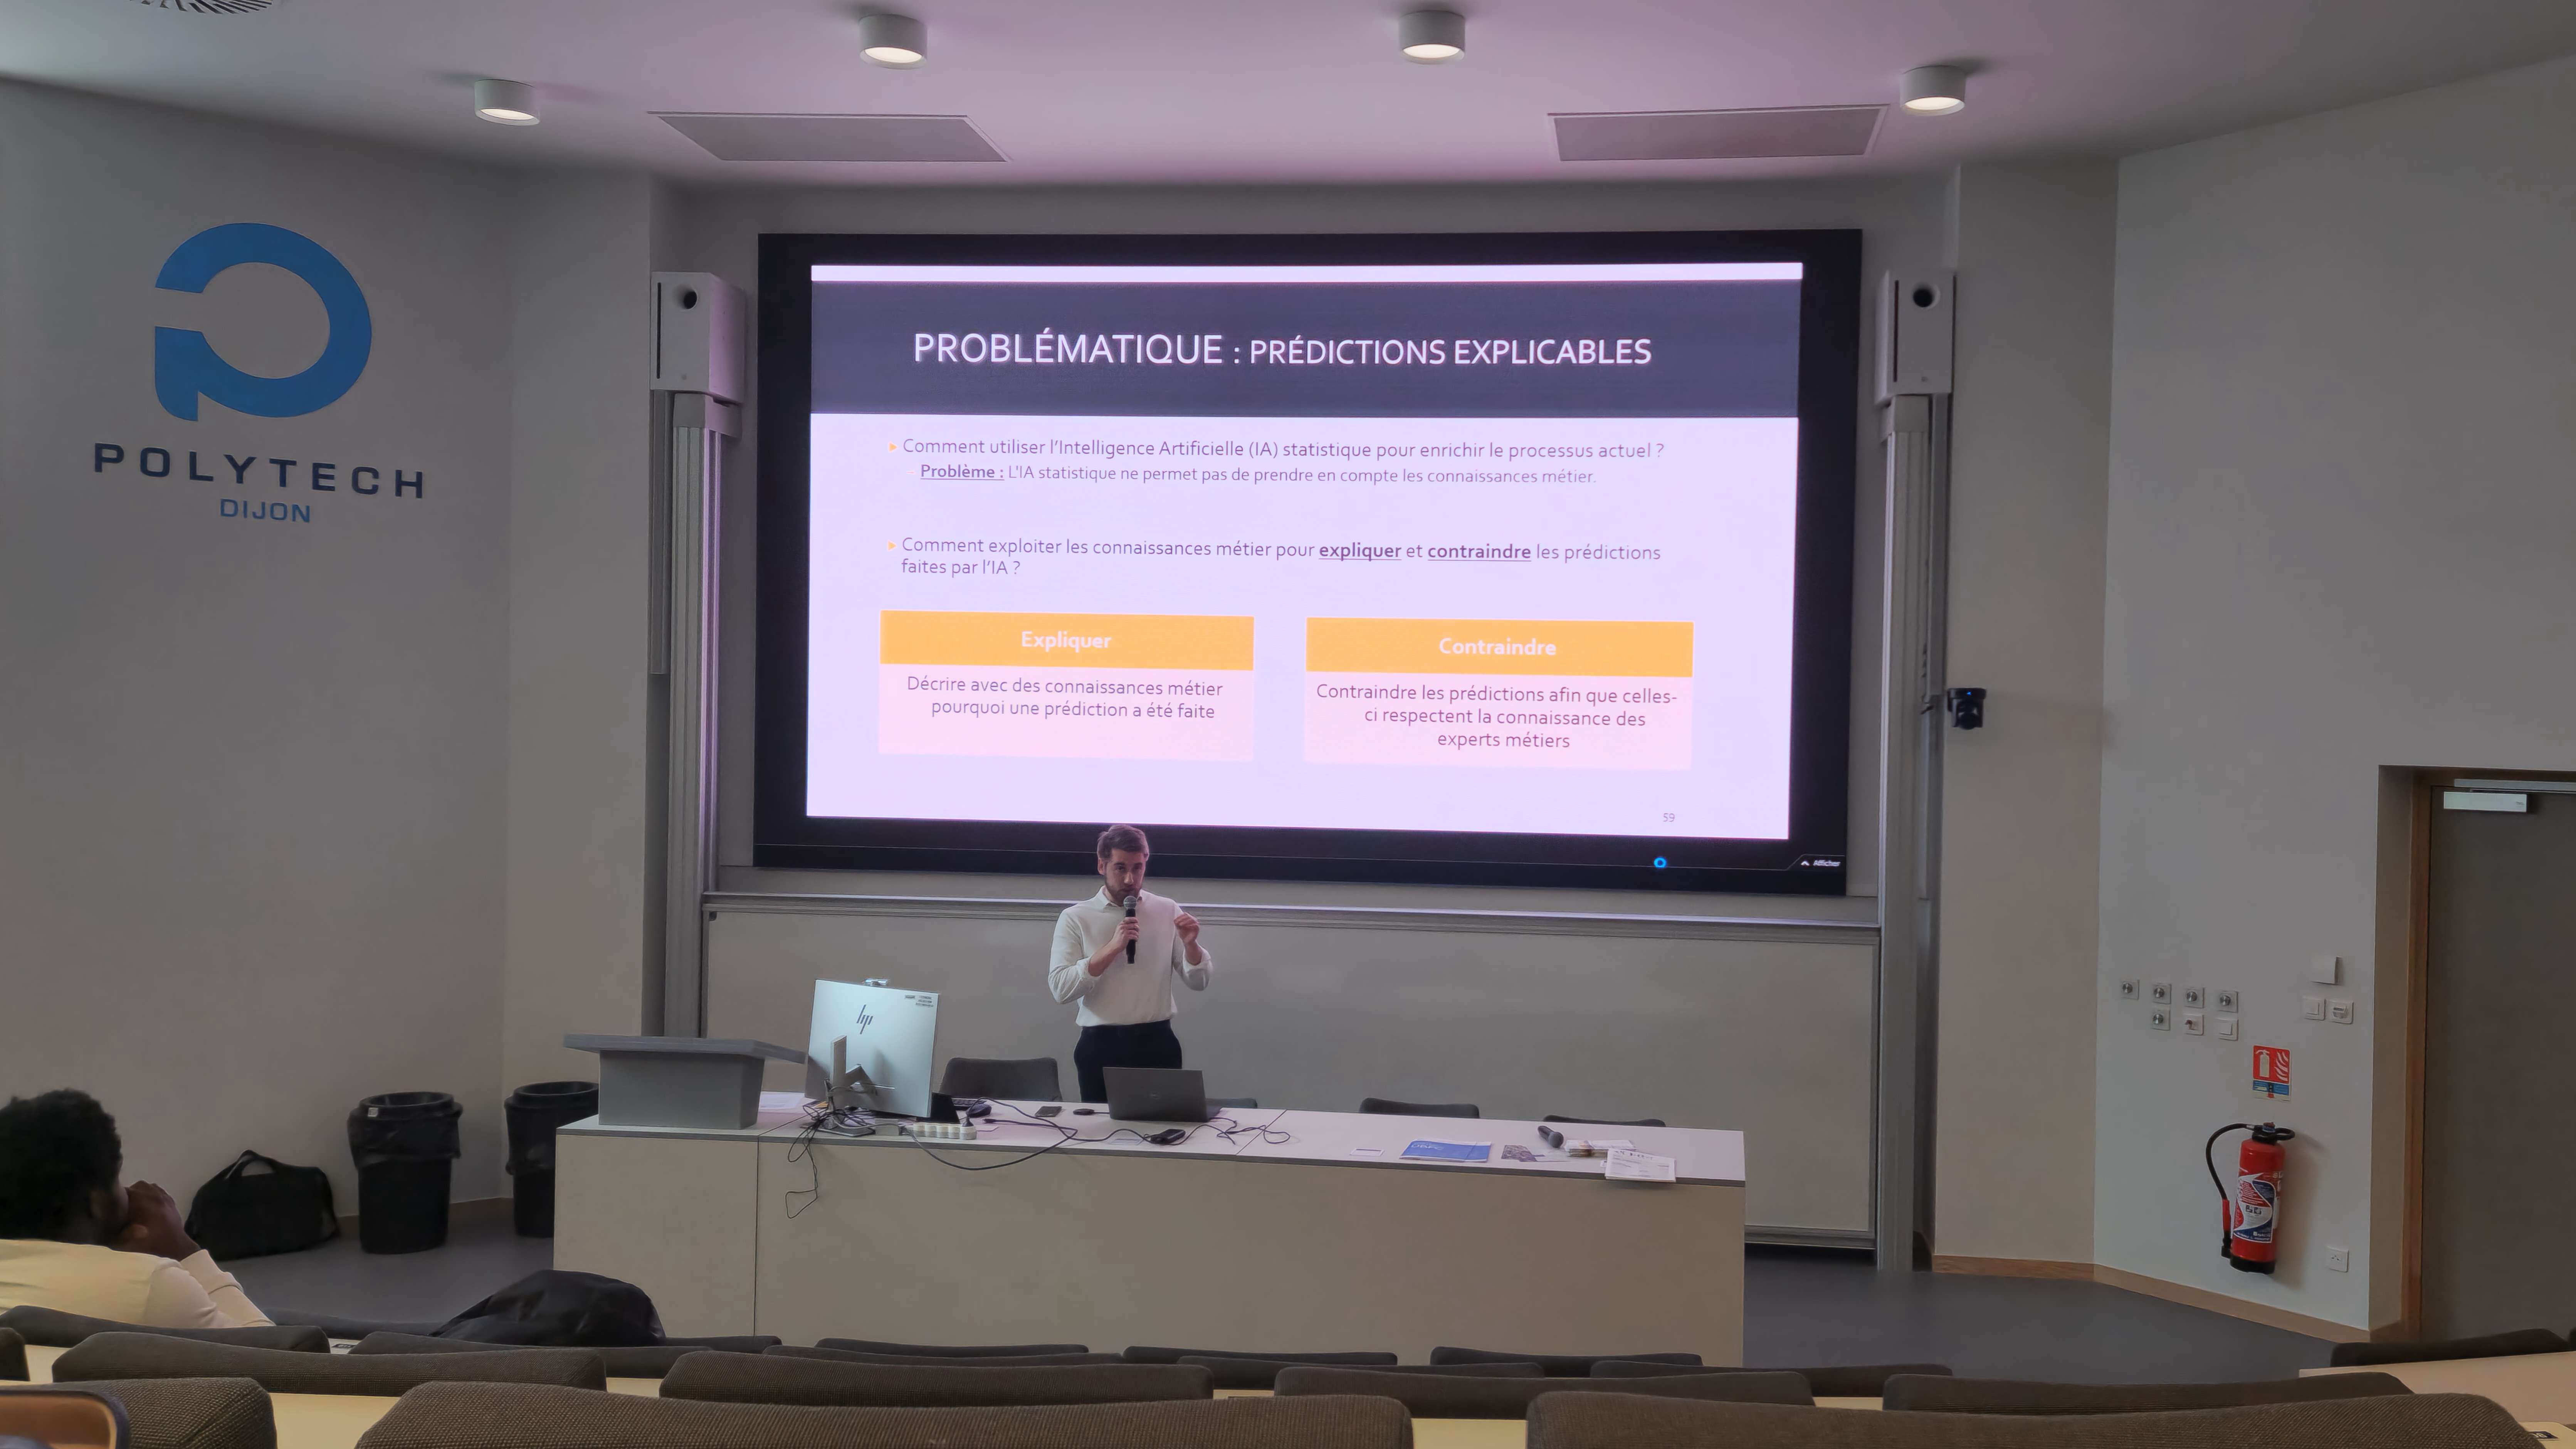 POLYTECH
DIJON
PROBLÉMATIQUE : PRÉDICTIONS EXPLICABLES
Comment utiliser l'Intelligence Artificielle (IA) statistique pour enrichir le processus actuel ?
Problème : L'IA statistique ne permet pas de prendre en compte les connaissances métier.
Comment exploiter les connaissances métier pour expliquer et contraindre les prédictions
faites par l'IA ?
Expliquer
Décrire avec des connaissances métier
pourquoi une prédiction a été faite
Contraindre
Contraindre les prédictions afin que celles-
ci respectent la connaissance des
experts métiers
59
Afficher
hp